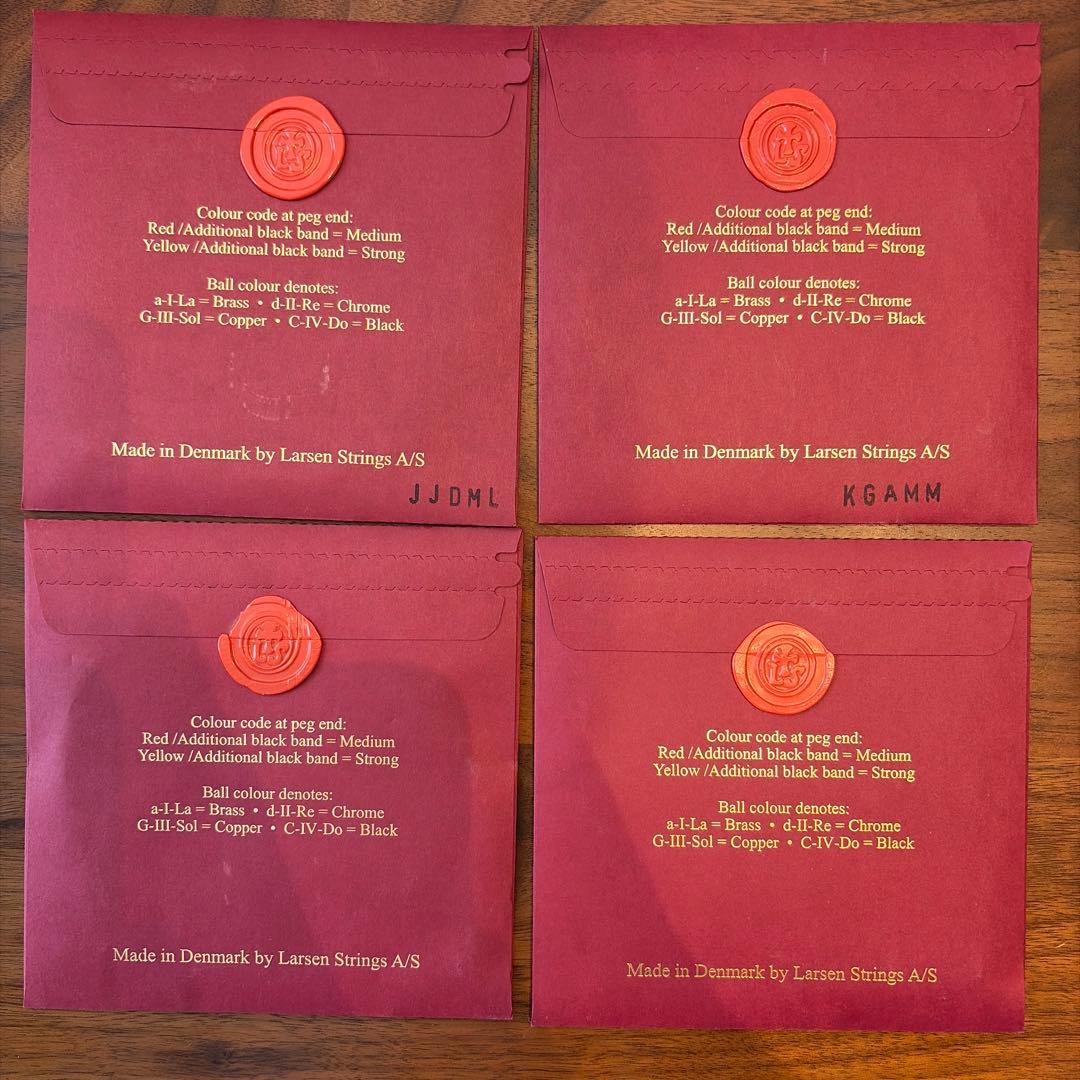 LS
Colour code at peg end:
Red /Additional black band = Medium
Yellow /Additional black band = Strong
Ball colour denotes:
a-I-La = Brass • d-II-Re = Chrome
G-III-Sol = Copper • C-IV-Do = Black
Made in Denmark by Larsen Strings A/S
JJDML
LS
Colour code at peg end:
Red /Additional black band = Medium
Yellow /Additional black band = Strong
Ball colour denotes:
a-I-La = Brass • d-II-Re = Chrome
G-III-Sol = Copper • C-IV-Do = Black
Made in Denmark by Larsen Strings A/S
KGAMM
LS
Colour code at peg end:
Red /Additional black band = Medium
Yellow /Additional black band = Strong
Ball colour denotes:
a-I-La = Brass • d-II-Re = Chrome
G-III-Sol = Copper • C-IV-Do = Black
Made in Denmark by Larsen Strings A/S
LS
Colour code at peg end:
Red /Additional black band = Medium
Yellow /Additional black band = Strong
Ball colour denotes:
a-I-La = Brass • d-II-Re = Chrome
G-III-Sol = Copper • C-IV-Do = Black
Made in Denmark by Larsen Strings A/S